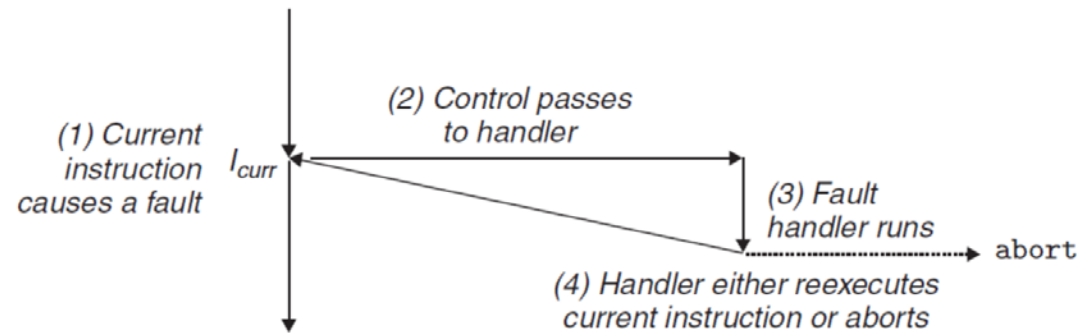 (1) Current
instruction
causes a fault
Icurr
(2) Control passes
to handler
(3) Fault
handler runs
abort
(4) Handler either reexecutes
current instruction or aborts